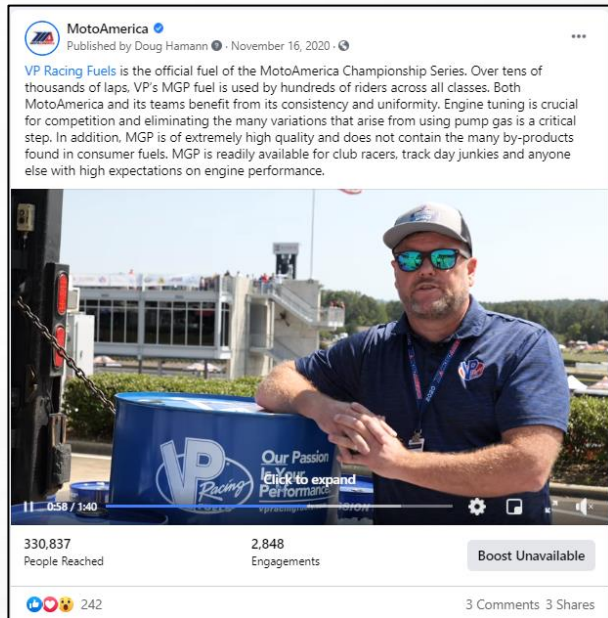 MotoAmerica
Published by Doug Hamann · November 16, 2020 ·
VP Racing Fuels is the official fuel of the MotoAmerica Championship Series. Over tens of
thousands of laps, VP's MGP fuel is used by hundreds of riders across all classes. Both
MotoAmerica and its teams benefit from its consistency and uniformity. Engine tuning is crucial
for competition and eliminating the many variations that arise from using pump gas is a critical
step. In addition, MGP is of extremely high quality and does not contain the many by-products
found in consumer fuels. MGP is readily available for club racers, track day junkies and anyone
else with high expectations on engine performance.
VP
2020
VP
Racing
Our Passion
Is Your
Performance.
Click to expand
0:58 / 1:40
330,837
People Reached
2,848
Engagements
Boost Unavailable
242
3 Comments 3 Shares